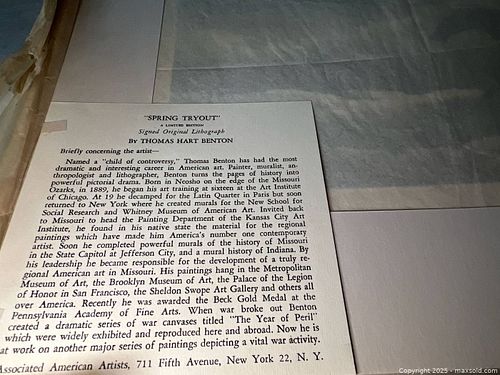 "SPRING TRYOUT"
A LIMITED EDITION
Signed Original Lithograph
By THOMAS HART BENTON
Briefly concerning the artist—
Named a "child of controversy," Thomas Benton has had the most
dramatic and interesting career in American art. Painter, muralist, an-
thropologist and lithographer, Benton turns the pages of history into
powerful pictorial drama. Born in Neosho on the edge of the Missouri
Ozarks, in 1889, he began his art training at sixteen at the Art Institute
of Chicago. At 19 he decamped for the Latin Quarter in Paris but soon
returned to New York where he created murals for the New School for
Social Research and Whitney Museum of American Art. Invited back
to Missouri to head the Painting Department of the Kansas City Art
Institute, he found in his native state the material for the regional
paintings which have made him America's number one contemporary
artist. Soon he completed powerful murals of the history of Missouri
in the State Capitol at Jefferson City, and a mural history of Indiana. By
his leadership he became responsible for the development of a truly re-
gional American art in Missouri. His paintings hang in the Metropolitan
Museum of Art, the Brooklyn Museum of Art, the Palace of the Legion
of Honor in San Francisco, the Sheldon Swope Art Gallery and others all
over America. Recently he was awarded the Beck Gold Medal at the
Pennsylvania Academy of Fine Arts. When war broke out Benton
created a dramatic series of war canvases titled "The Year of Peril"
which were widely exhibited and reproduced here and abroad. Now he is
at work on another major series of paintings depicting a vital war activity.
Associated American Artists, 711 Fifth Avenue, New York 22, N. Y.
Copyright 2025 - maxsold.com